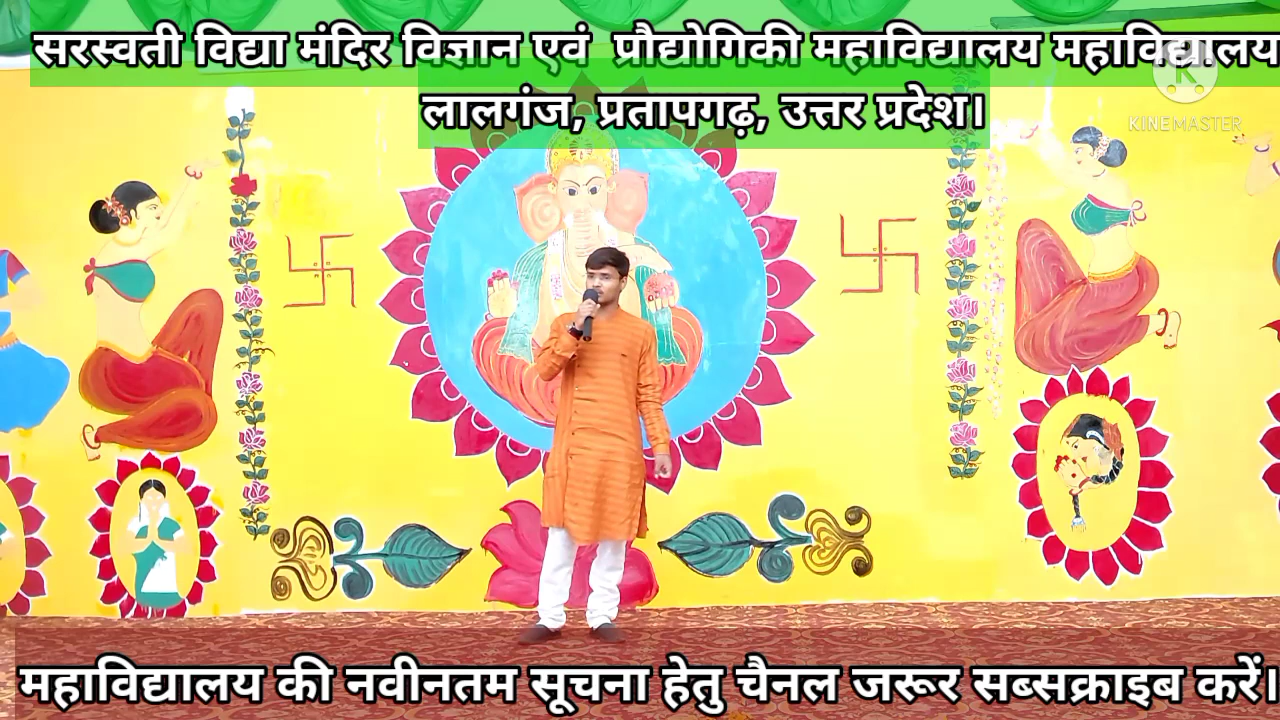 सरस्वती विद्या मंदिर विज्ञान एवं प्रौद्योगिकी महाविद्यालय महाविद्यालय
K
KINEMASTER
लालगंज, प्रतापगढ़, उत्तर प्रदेश।
महाविद्यालय की नवीनतम सूचना हेतु चैनल जरूर सब्सक्राइब करें।